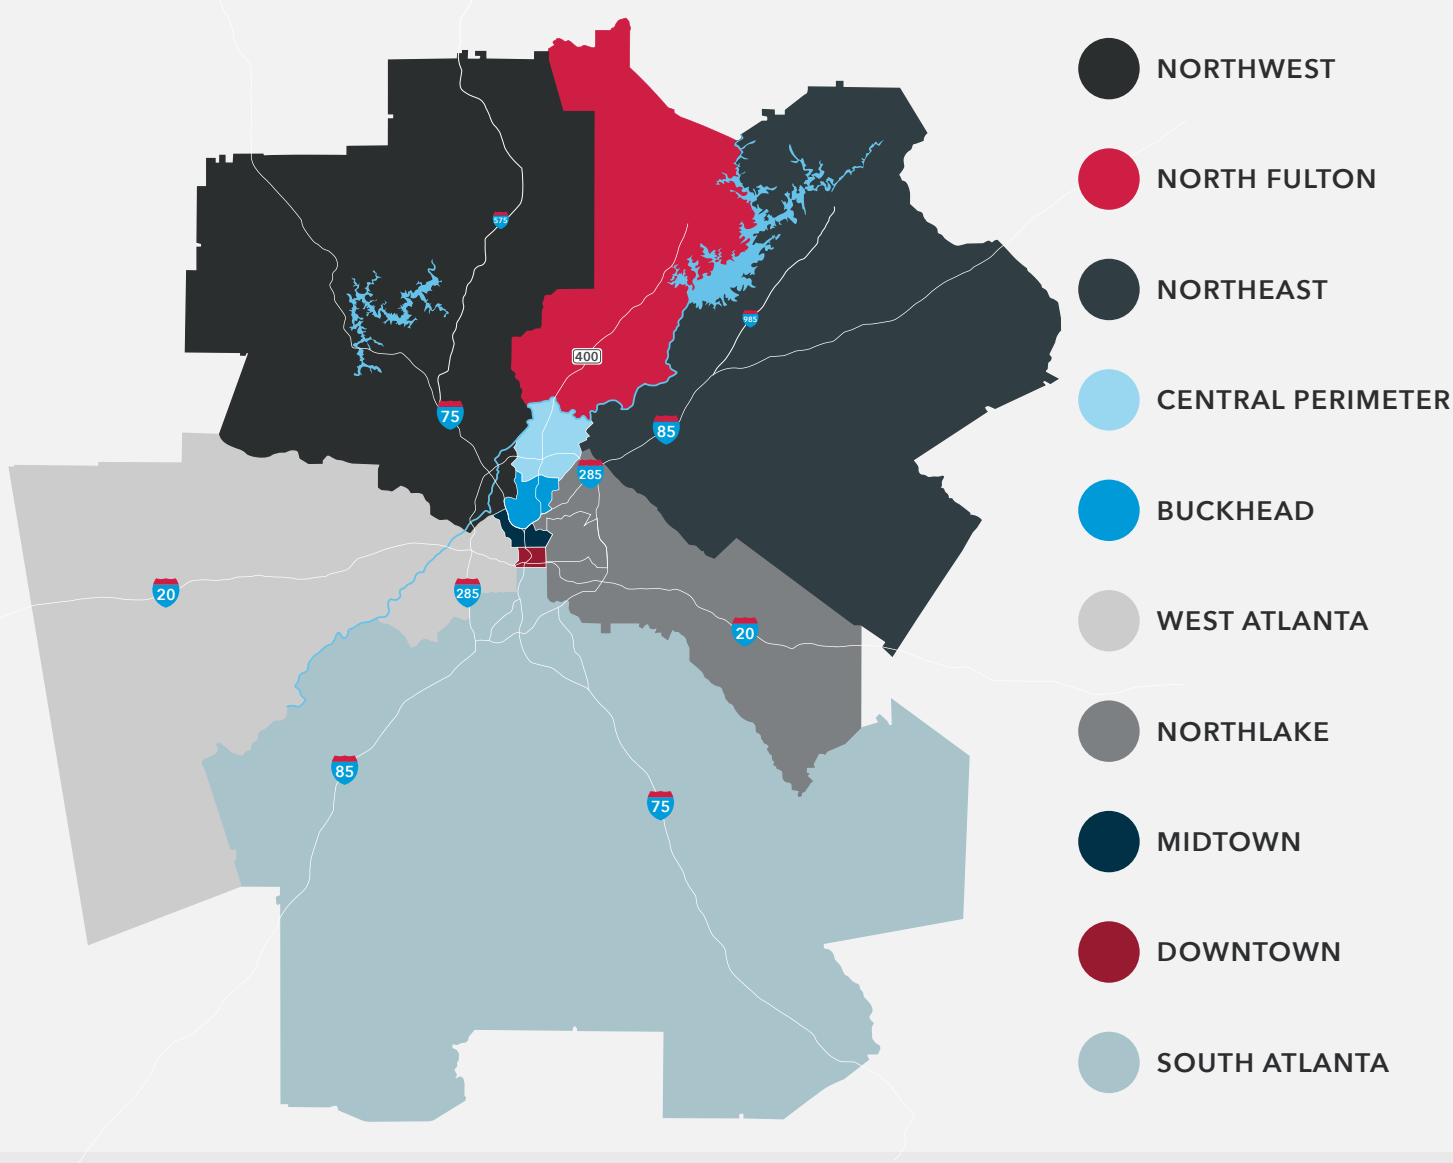 NORTHWEST
NORTH FULTON
NORTHEAST
CENTRAL PERIMETER
BUCKHEAD
WEST ATLANTA
NORTHLAKE
MIDTOWN
DOWNTOWN
SOUTH ATLANTA
575
985
400
75
85
285
20
285
20
85
75